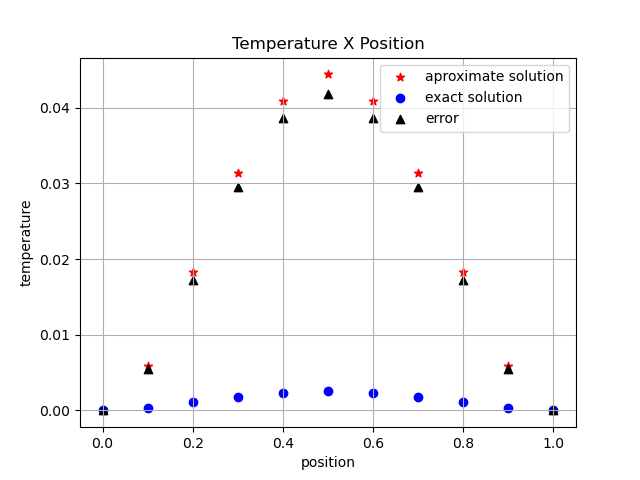 Temperature X Position
aproximate solution
exact solution
error
0.04
0.03
0.02
0.01
0.00
temperature
0.0 0.2 0.4 0.6 0.8 1.0
position